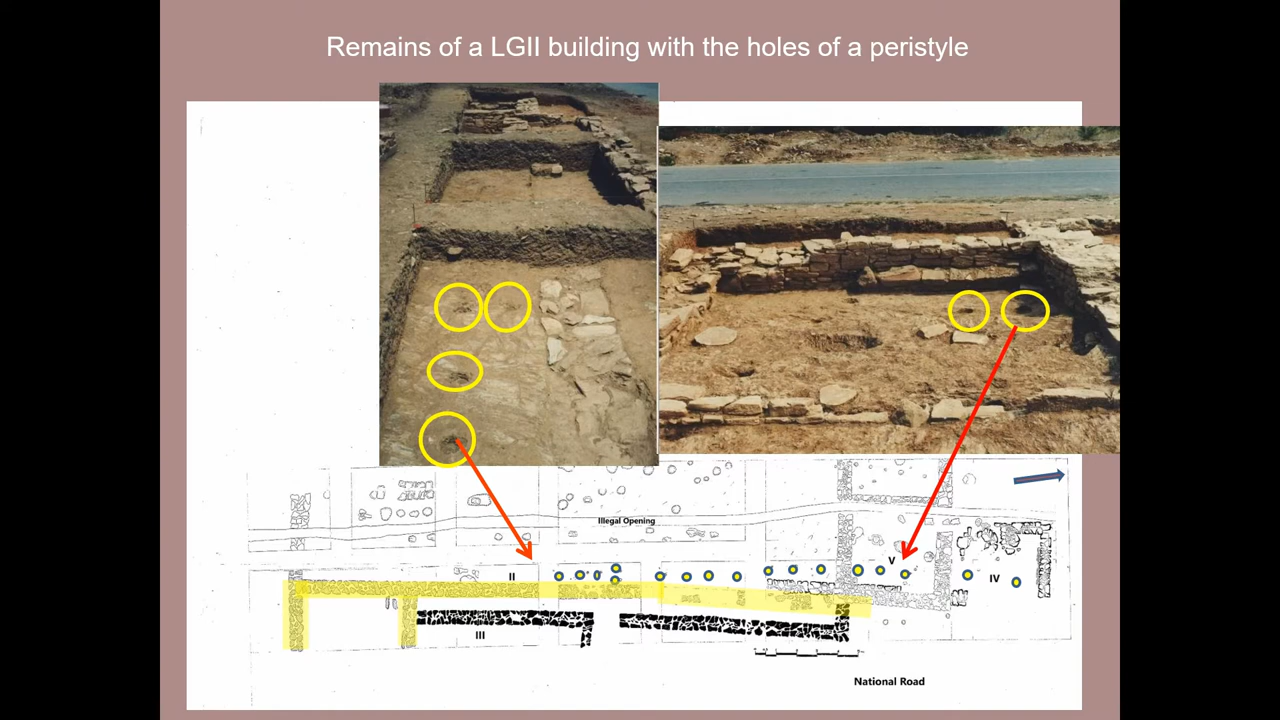 Remains of a LGII building with the holes of a peristyle
Illegal Opening
II
V
IV
III
National Road